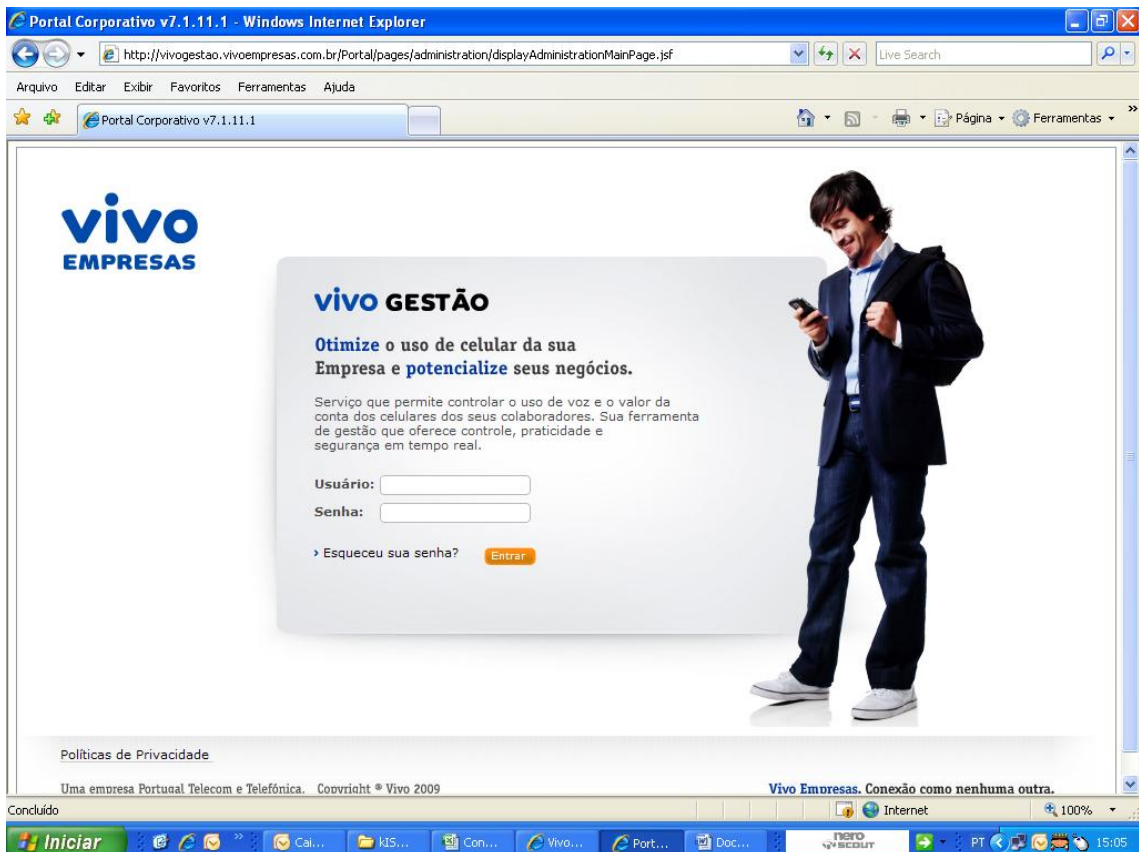 Portal Corporativo v7.1.11.1 - Windows Internet Explorer
http://vivogestao.vivoempresas.com.br/Portal/pages/administration/displayAdministrationMainPage.jsf
Live Search
Arquivo Editar Exibir Favoritos Ferramentas Ajuda
Portal Corporativo v7.1.11.1
Página Ferramentas
vivo
EMPRESAS
vivo GESTÃO
Otimize o uso de celular da sua
Empresa e potencialize seus negócios.
Serviço que permite controlar o uso de voz e o valor da
conta dos celulares dos seus colaboradores. Sua ferramenta
de gestão que oferece controle, praticidade e
segurança em tempo real.
Usuário:
Senha:
Esqueceu sua senha? Entrar
Políticas de Privacidade
Uma empresa Portugal Telecom e Telefónica. Copyright ® Vivo 2009
Vivo Empresas. Conexão como nenhuma outra.
Concluído Internet 100%
Iniciar Cai... kIS... Con... Vivo... Port... Doc... nero SCOUT PT 15:05